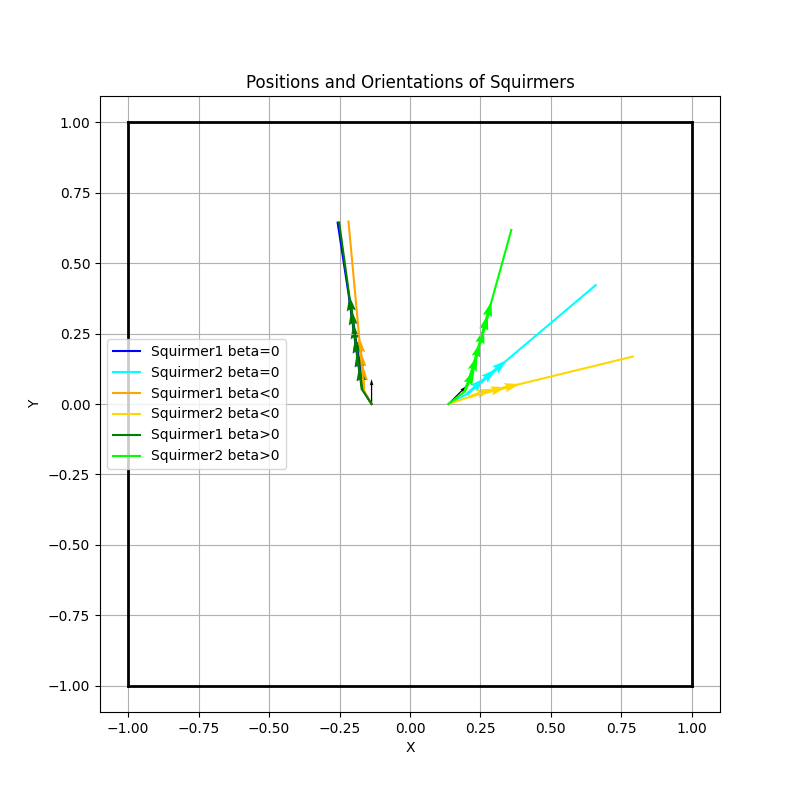 Positions and Orientations of Squirmers
Y
1.00
0.75
0.50
0.25
0.00
−0.25
−0.50
−0.75
−1.00
Squirmer1 beta=0
Squirmer2 beta=0
Squirmer1 beta<0
Squirmer2 beta<0
Squirmer1 beta>0
Squirmer2 beta>0
−1.00 −0.75 −0.50 −0.25 0.00 0.25 0.50 0.75 1.00
X